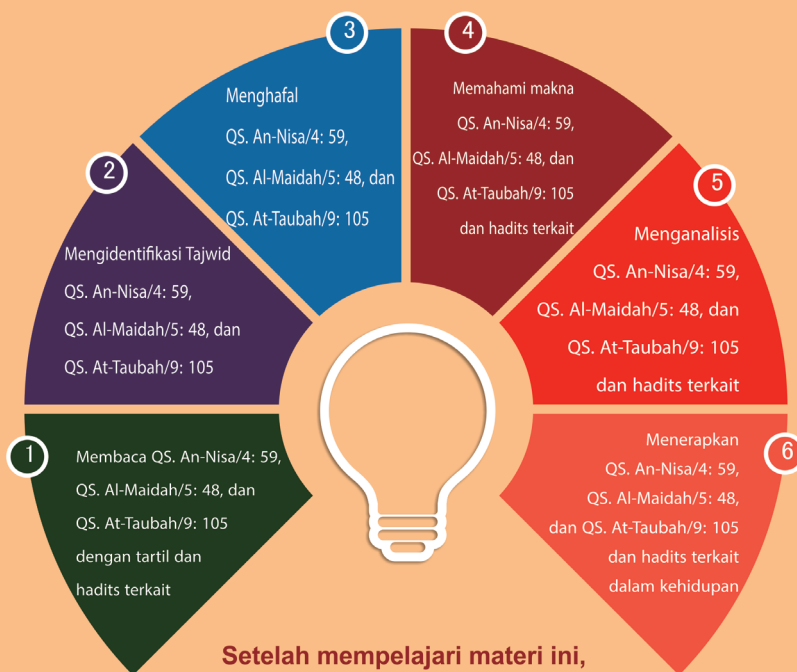 1
Membaca QS. An-Nisa/4: 59,
QS. Al-Maidah/5: 48, dan
QS. At-Taubah/9: 105
dengan tartil dan
hadits terkait
2
Mengidentifikasi Tajwid
QS. An-Nisa/4: 59,
QS. Al-Maidah/5: 48, dan
QS. At-Taubah/9: 105
3
Menghafal
QS. An-Nisa/4: 59,
QS. Al-Maidah/5: 48, dan
QS. At-Taubah/9: 105
4
Memahami makna
QS. An-Nisa/4: 59,
QS. Al-Maidah/5: 48, dan
QS. At-Taubah/9: 105
dan hadits terkait
5
Menganalisis
QS. An-Nisa/4: 59,
QS. Al-Maidah/5: 48, dan
QS. At-Taubah/9: 105
dan hadits terkait
6
Menerapkan
QS. An-Nisa/4: 59,
QS. Al-Maidah/5: 48,
dan QS. At-Taubah/9: 105
dan hadits terkait
dalam kehidupan
Setelah mempelajari materi ini,